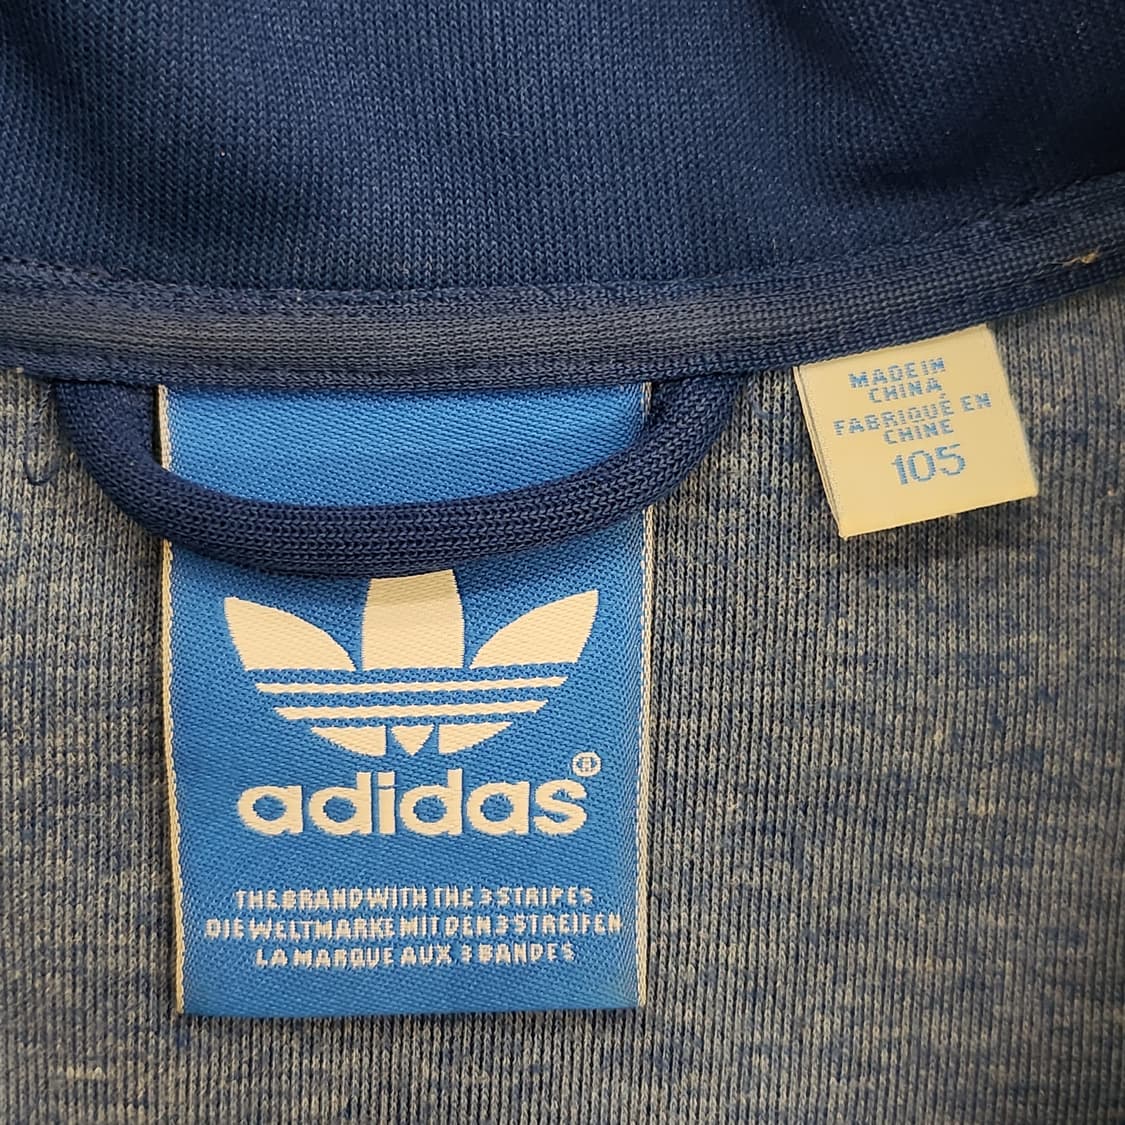 adidas®
THE BRAND WITH THE 3 STRIPES
DIE WELTMARKE MIT DEN 3 STREIFEN
LA MARQUE AUX 3 BANDES
MADE IN
CHINA
FABRIQUÉ EN
CHINE
105